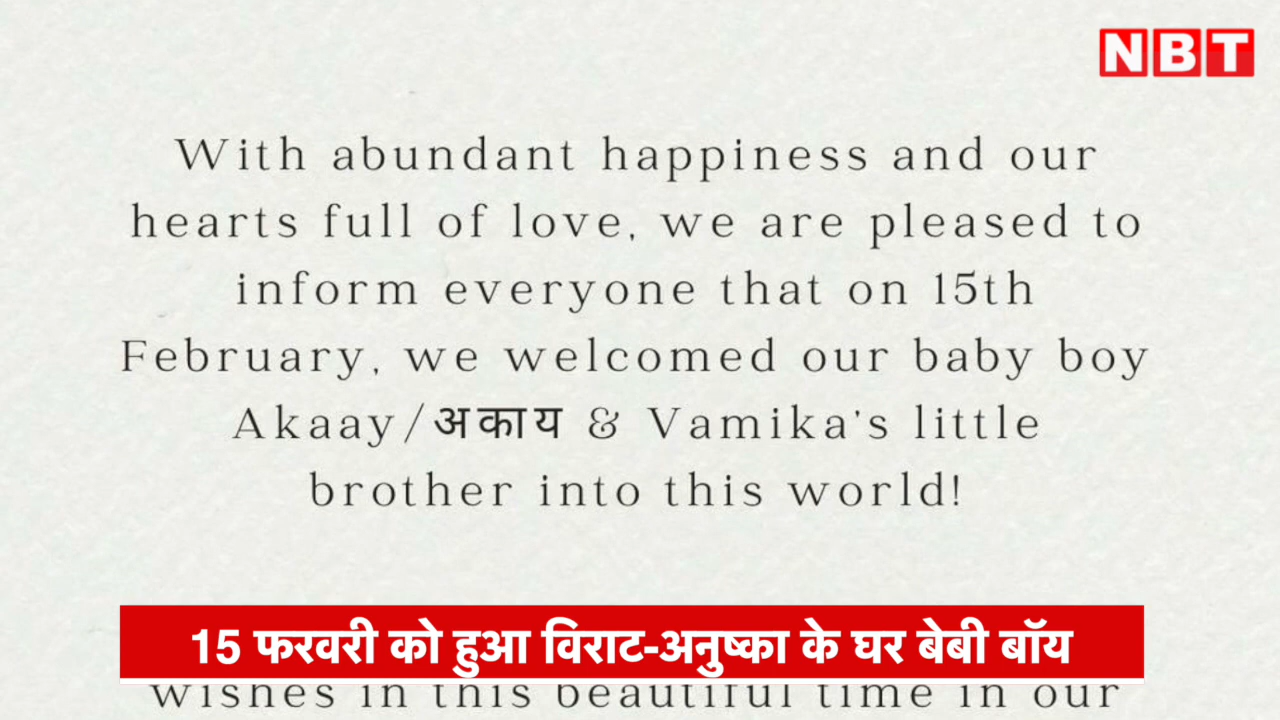 NBT
With abundant happiness and our
hearts full of love, we are pleased to
inform everyone that on 15th
February, we welcomed our baby boy
Akaay/अकाय & Vamika's little
brother into this world!
15 फरवरी को हुआ विराट-अनुष्का के घर बेबी बॉय
wishes in this beautiful time in our